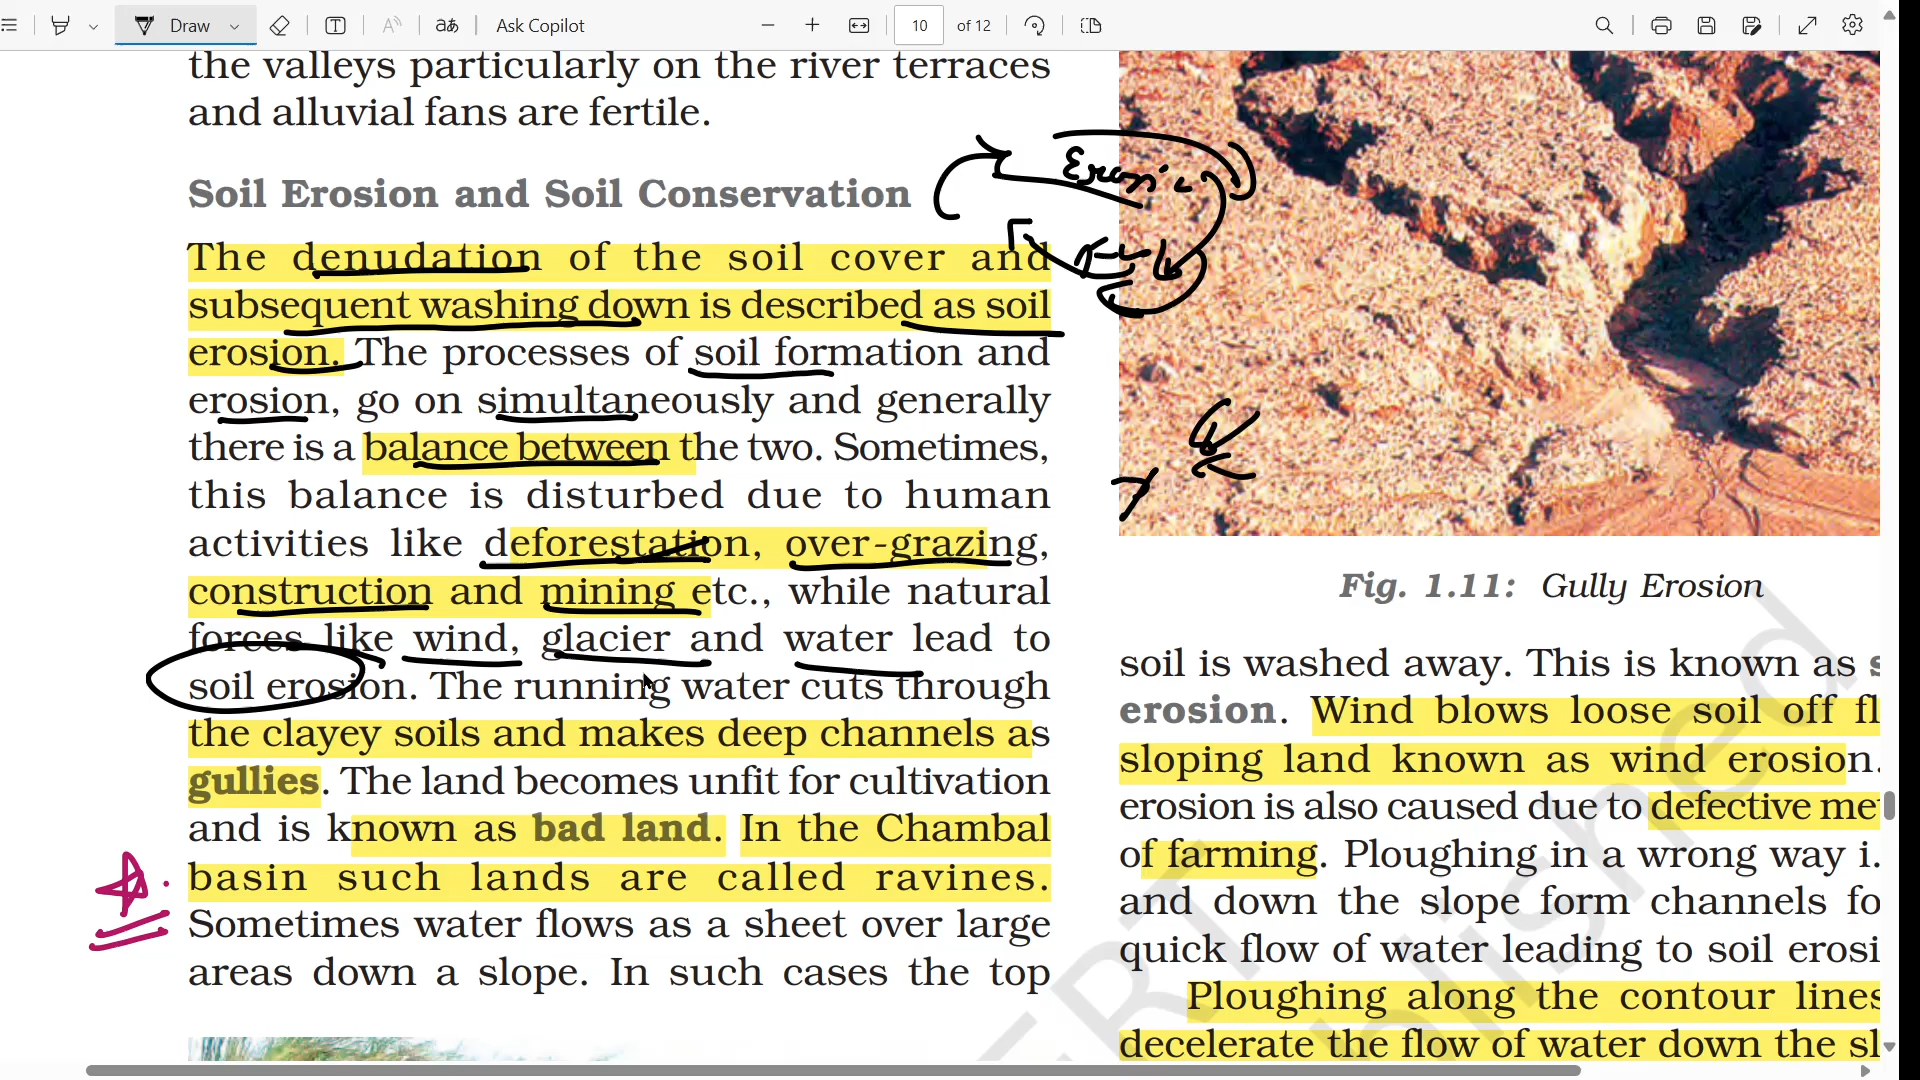 Draw
Ask Copilot
10 of 12
the valleys particularly on the river terraces
and alluvial fans are fertile.
Soil Erosion and Soil Conservation
The denudation of the soil cover and
subsequent washing down is described as soil
erosion. The processes of soil formation and
erosion, go on simultaneously and generally
there is a balance between the two. Sometimes,
this balance is disturbed due to human
activities like deforestation, over-grazing,
construction and mining etc., while natural
forces like wind, glacier and water lead to
soil erosion. The running water cuts through
the clayey soils and makes deep channels as
gullies. The land becomes unfit for cultivation
and is known as bad land. In the Chambal
basin such lands are called ravines.
Sometimes water flows as a sheet over large
areas down a slope. In such cases the top
Fig. 1.11: Gully Erosion
soil is washed away. This is known as s
erosion. Wind blows loose soil off fl
sloping land known as wind erosion.
erosion is also caused due to defective me
of farming. Ploughing in a wrong way i.
and down the slope form channels fo
quick flow of water leading to soil erosi
Ploughing along the contour lines
decelerate the flow of water down the sl